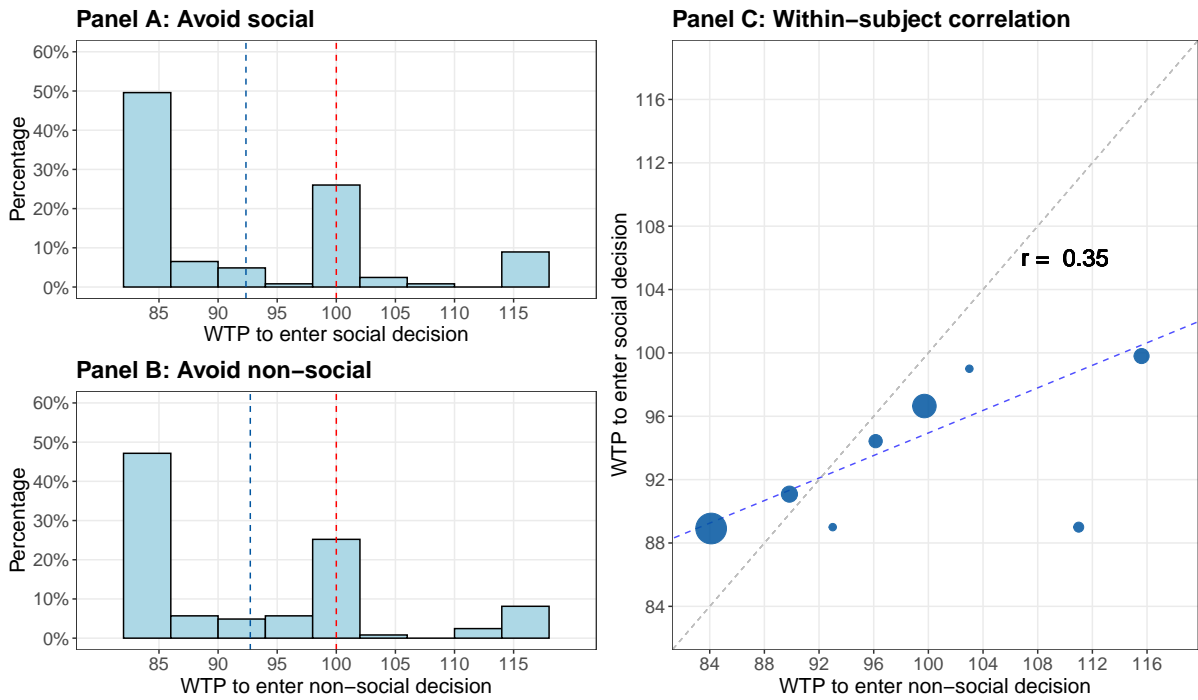 Panel A: Avoid social
Percentage
60%
50%
40%
30%
20%
10%
0%
85 90 95 100 105 110 115
WTP to enter social decision
Panel B: Avoid non−social
Percentage
60%
50%
40%
30%
20%
10%
0%
85 90 95 100 105 110 115
WTP to enter non−social decision
Panel C: Within−subject correlation
WTP to enter social decision
116
112
108
104
100
96
92
88
84
r = 0.35
84 88 92 96 100 104 108 112 116
WTP to enter non−social decision